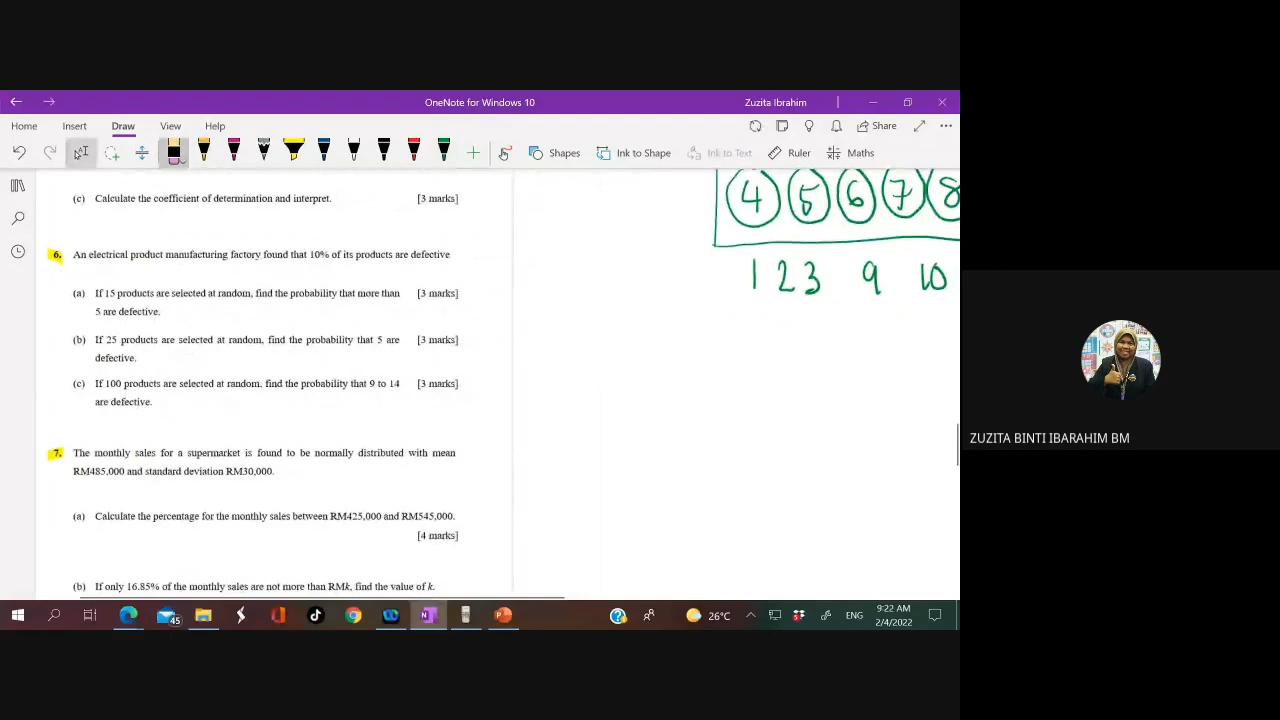 OneNote for Windows 10
Zuzita Ibrahim
Home
Insert
Draw
View
Help
Share
Shapes
Ink to Shape
Ink to Text
Ruler
Maths
(c) Calculate the coefficient of determination and interpret. [3 marks]
4 5 6 7 8
1 2 3 9 10
6. An electrical product manufacturing factory found that 10% of its products are defective
(a) If 15 products are selected at random, find the probability that more than [3 marks]
5 are defective.
(b) If 25 products are selected at random, find the probability that 5 are [3 marks]
defective.
(c) If 100 products are selected at random, find the probability that 9 to 14 [3 marks]
are defective.
7. The monthly sales for a supermarket is found to be normally distributed with mean
RM485,000 and standard deviation RM30,000.
(a) Calculate the percentage for the monthly sales between RM425,000 and RM545,000.
[4 marks]
(b) If only 16.85% of the monthly sales are not more than RMk, find the value of k.
ZUZITA BINTI IBARAHIM BM
45
26°C
ENG
9:22 AM
2/4/2022